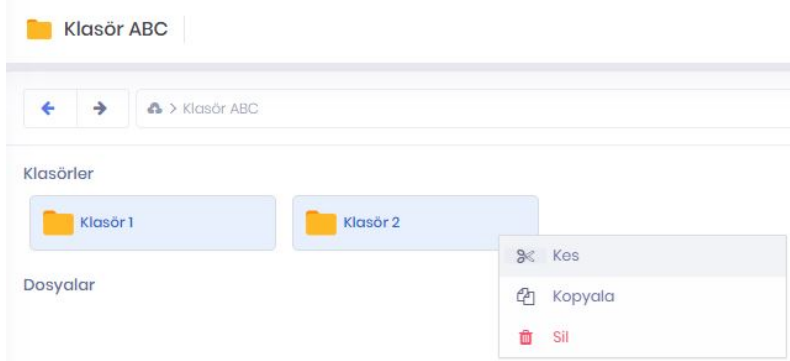 Klasör ABC
> Klasör ABC
Klasörler
Klasör 1
Klasör 2
Kes
Kopyala
Sil
Dosyalar